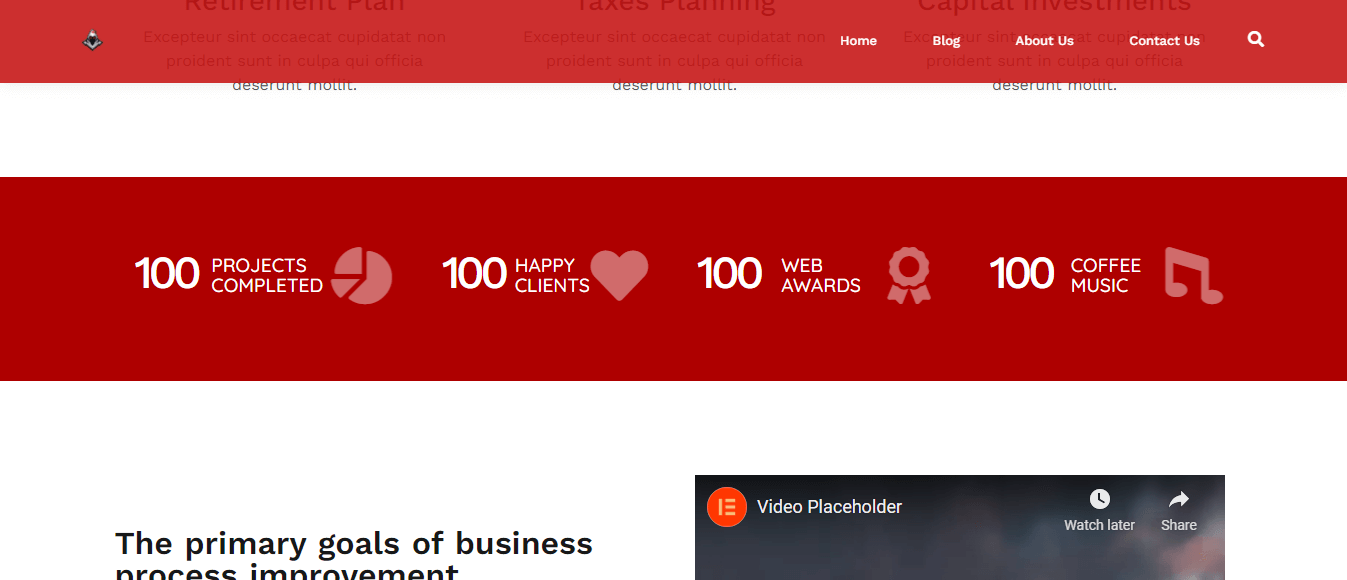 Retirement Plan
Taxes Planning
Capital Investments
Excepteur sint occaecat cupidatat non
proident sunt in culpa qui officia
deserunt mollit.
Excepteur sint occaecat cupidatat non
proident sunt in culpa qui officia
deserunt mollit.
Excepteur sint occaecat cupidatat non
proident sunt in culpa qui officia
deserunt mollit.
Home
Blog
About Us
Contact Us
100 PROJECTS
COMPLETED
100 HAPPY
CLIENTS
100 WEB
AWARDS
100 COFFEE
MUSIC
The primary goals of business
process improvement
Video Placeholder
Watch later
Share